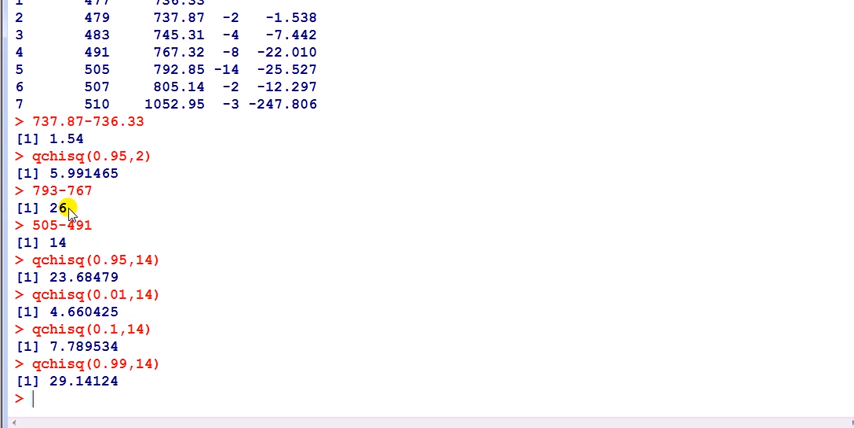 1 477 736.33
2 479 737.87 -2 -1.538
3 483 745.31 -4 -7.442
4 491 767.32 -8 -22.010
5 505 792.85 -14 -25.527
6 507 805.14 -2 -12.297
7 510 1052.95 -3 -247.806
> 737.87-736.33
[1] 1.54
> qchisq(0.95,2)
[1] 5.991465
> 793-767
[1] 26
> 505-491
[1] 14
> qchisq(0.95,14)
[1] 23.68479
> qchisq(0.01,14)
[1] 4.660425
> qchisq(0.1,14)
[1] 7.789534
> qchisq(0.99,14)
[1] 29.14124
>